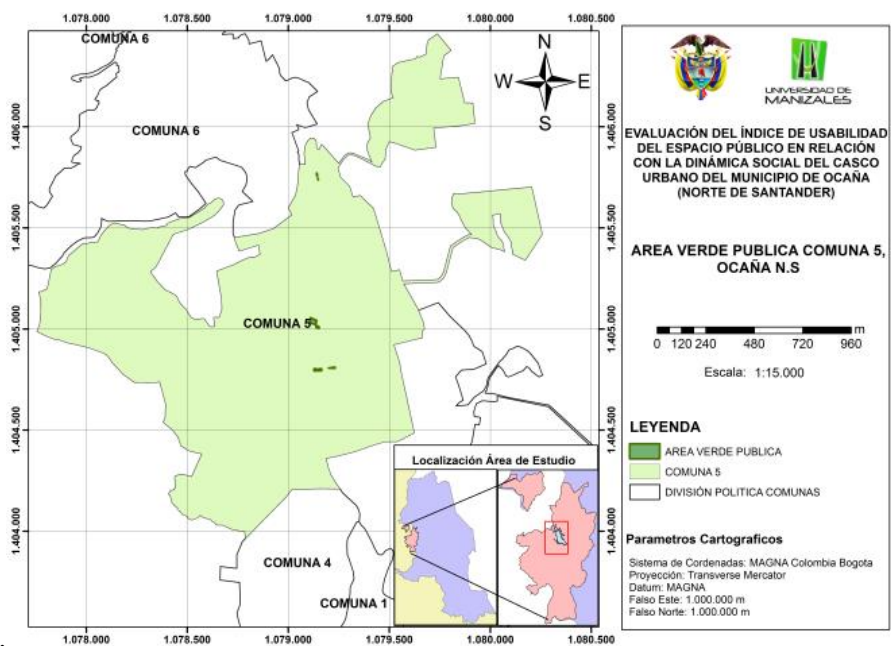 1.078.000 1.078.500 1.079.000 1.079.500 1.080.000 1.080.500
COMUNA 6
COMUNA 6
N
W E
S
1.406.000
1.406.000
1.405.500
1.405.500
COMUNA 5
1.405.000
1.405.000
1.404.500
1.404.500
1.404.000
1.404.000
COMUNA 4
COMUNA 1
Localización Área de Estudio
1.078.000 1.078.500 1.079.000 1.079.500 1.080.000 1.080.500
UNIVERSIDAD DE
MANIZALES
EVALUACIÓN DEL ÍNDICE DE USABILIDAD
DEL ESPACIO PÚBLICO EN RELACIÓN
CON LA DINÁMICA SOCIAL DEL CASCO
URBANO DEL MUNICIPIO DE OCAÑA
(NORTE DE SANTANDER)
AREA VERDE PUBLICA COMUNA 5,
OCAÑA N.S
m
0 120 240 480 720 960
Escala: 1:15.000
LEYENDA
AREA VERDE PUBLICA
COMUNA 5
DIVISIÓN POLITICA COMUNAS
Parametros Cartograficos
Sistema de Cordenadas: MAGNA Colombia Bogota
Proyección: Transverse Mercator
Datum: MAGNA
Falso Este: 1.000.000 m
Falso Norte: 1.000.000 m